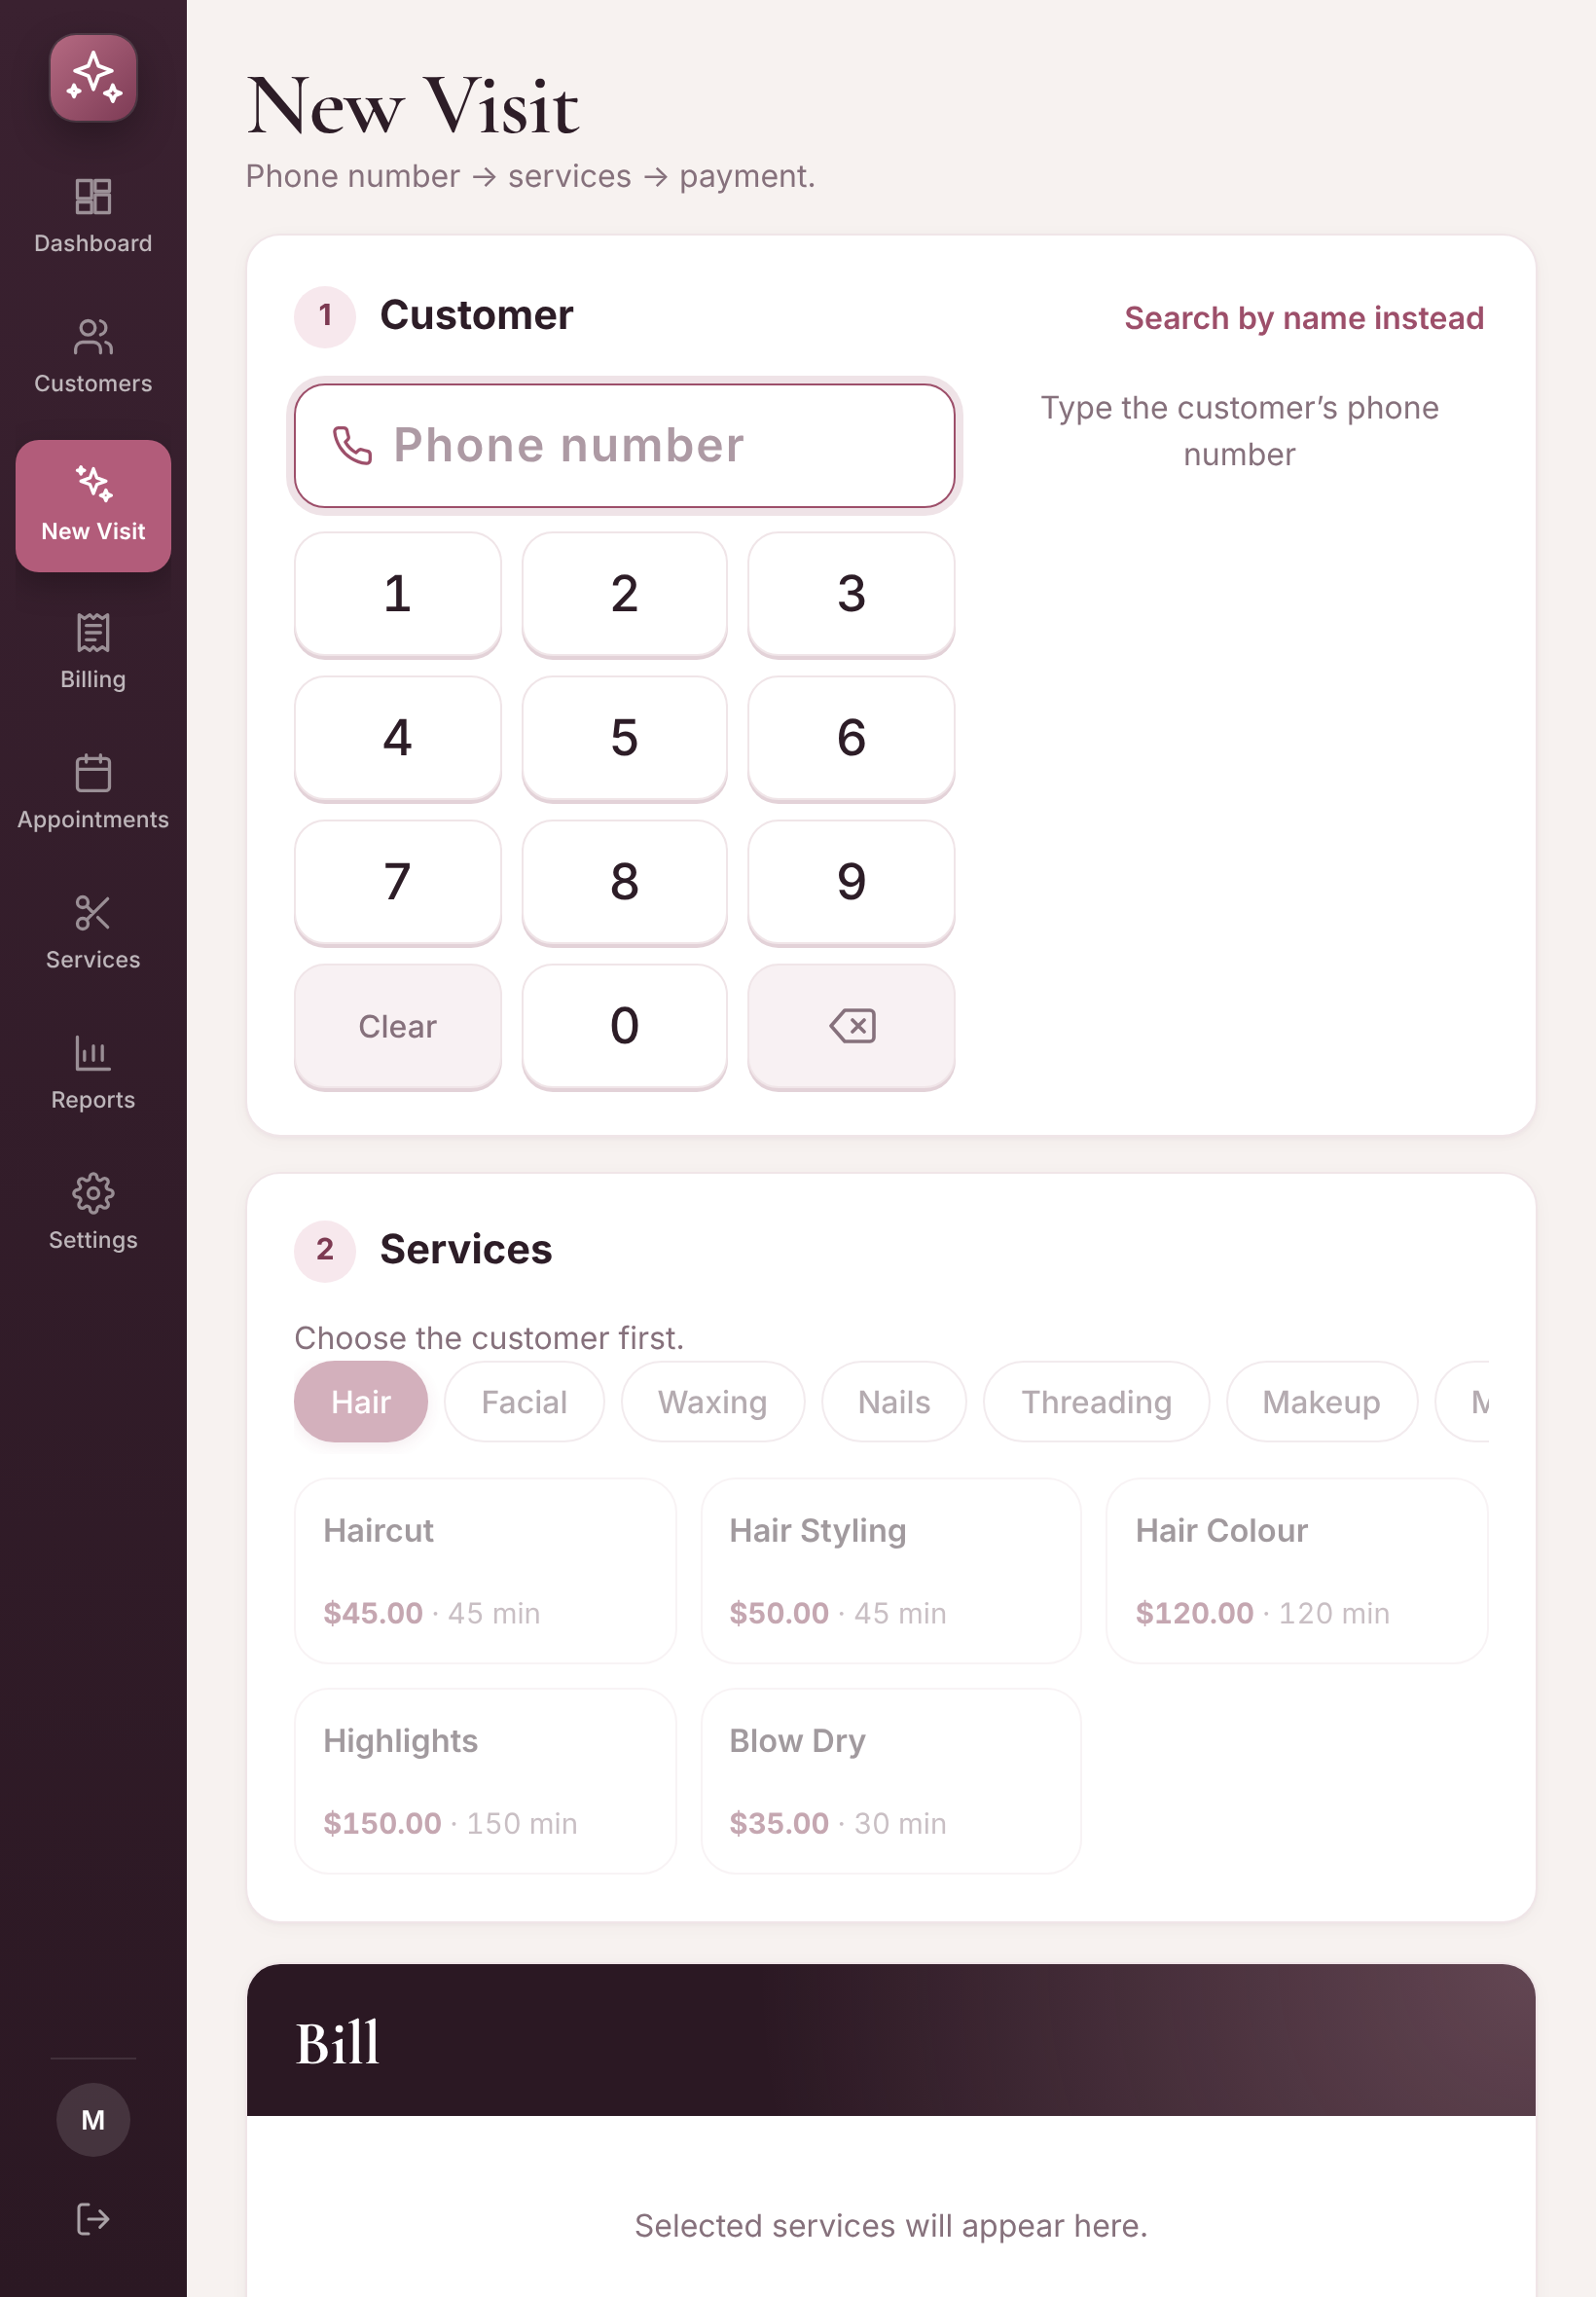 New Visit
Phone number → services → payment.
Dashboard
Customers
New Visit
Billing
Appointments
Services
Reports
Settings
M
1 Customer
Search by name instead
Phone number
Type the customer’s phone
number
1 2 3
4 5 6
7 8 9
Clear 0
2 Services
Choose the customer first.
Hair Facial Waxing Nails Threading Makeup
Haircut
$45.00 · 45 min
Hair Styling
$50.00 · 45 min
Hair Colour
$120.00 · 120 min
Highlights
$150.00 · 150 min
Blow Dry
$35.00 · 30 min
Bill
Selected services will appear here.